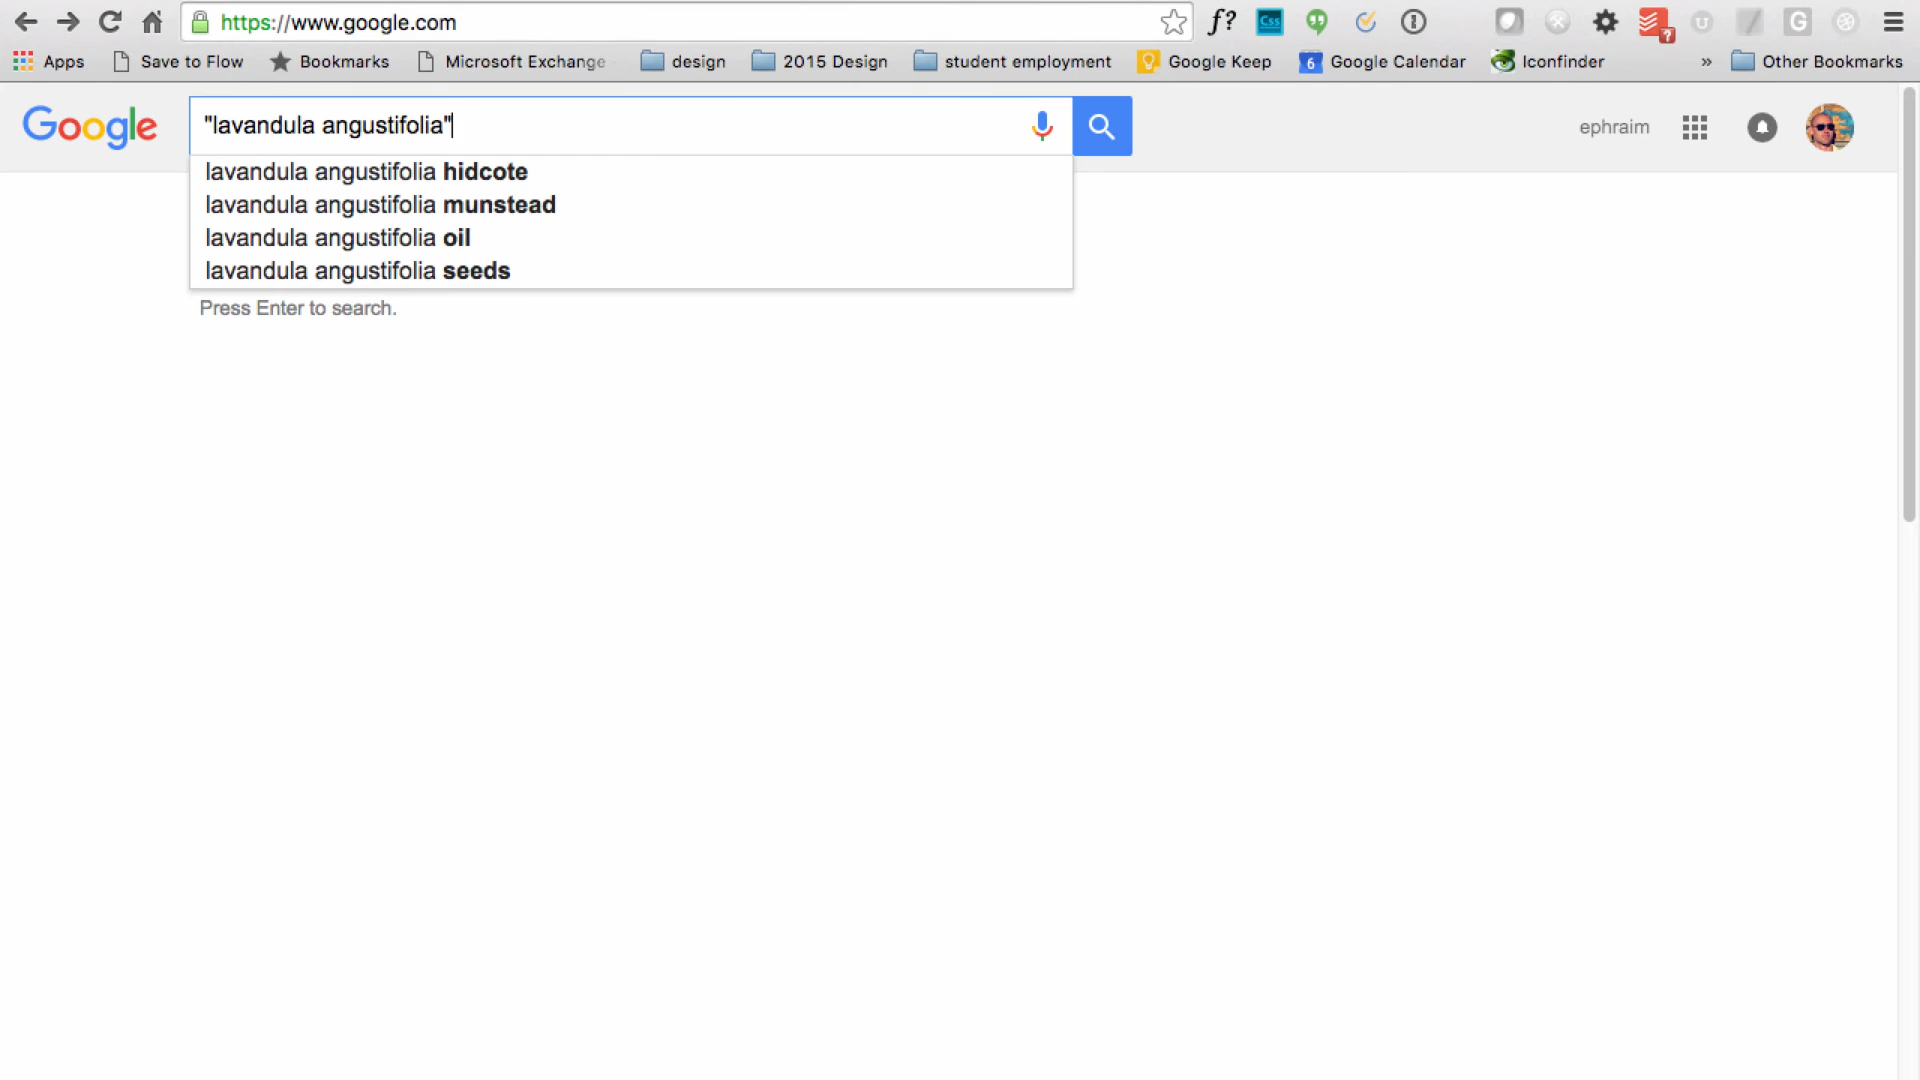 https://www.google.com
f?
Css
Apps
Save to Flow
Bookmarks
Microsoft Exchange
design
2015 Design
student employment
Google Keep
6
Google Calendar
Iconfinder
»
Other Bookmarks
Google
"lavandula angustifolia"
ephraim
lavandula angustifolia hidcote
lavandula angustifolia munstead
lavandula angustifolia oil
lavandula angustifolia seeds
Press Enter to search.